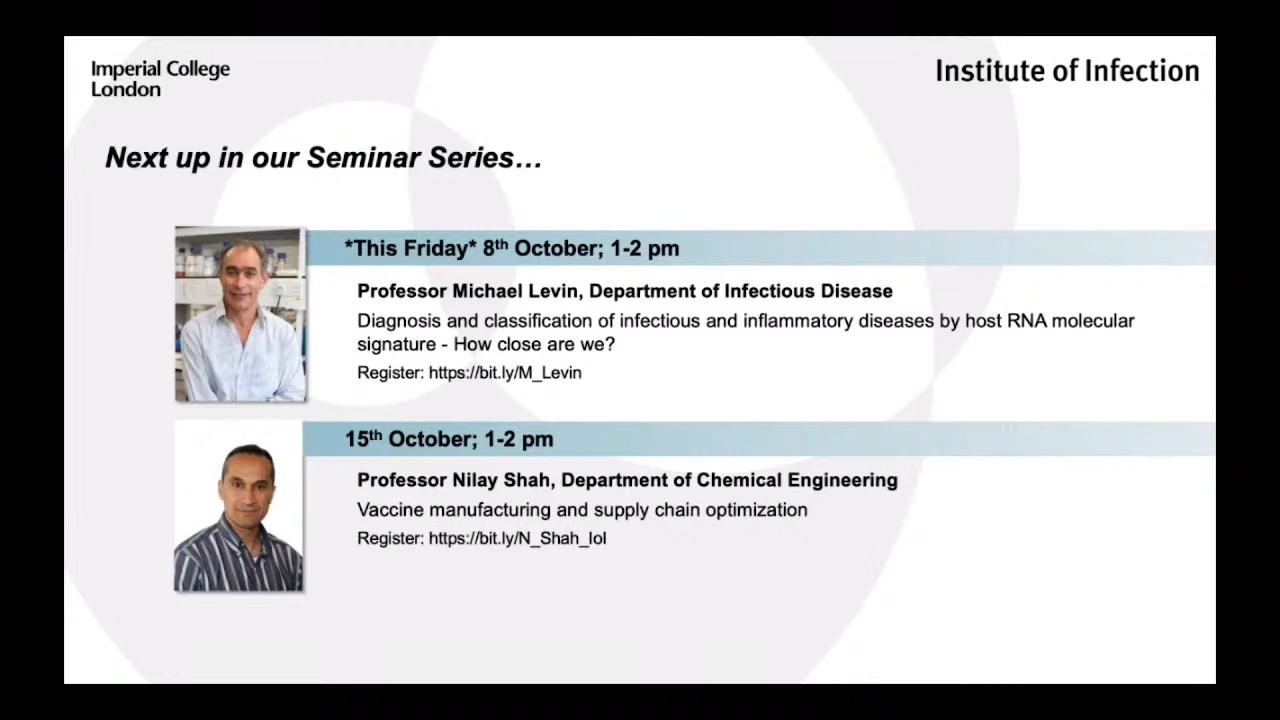 Imperial College
London
Institute of Infection
Next up in our Seminar Series…
*This Friday* 8th October; 1-2 pm
Professor Michael Levin, Department of Infectious Disease
Diagnosis and classification of infectious and inflammatory diseases by host RNA molecular
signature - How close are we?
Register: https://bit.ly/M_Levin
15th October; 1-2 pm
Professor Nilay Shah, Department of Chemical Engineering
Vaccine manufacturing and supply chain optimization
Register: https://bit.ly/N_Shah_IoI